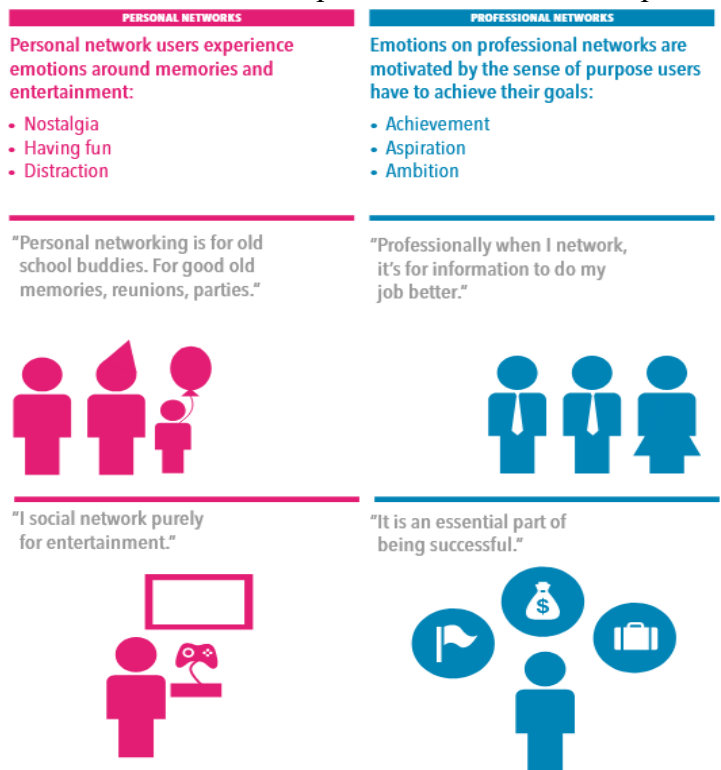 PERSONAL NETWORKS
Personal network users experience
emotions around memories and
entertainment:
• Nostalgia
• Having fun
• Distraction
"Personal networking is for old
school buddies. For good old
memories, reunions, parties."
"I social network purely
for entertainment."
PROFESSIONAL NETWORKS
Emotions on professional networks are
motivated by the sense of purpose users
have to achieve their goals:
• Achievement
• Aspiration
• Ambition
"Professionally when I network,
it's for information to do my
job better."
"It is an essential part of
being successful."
$